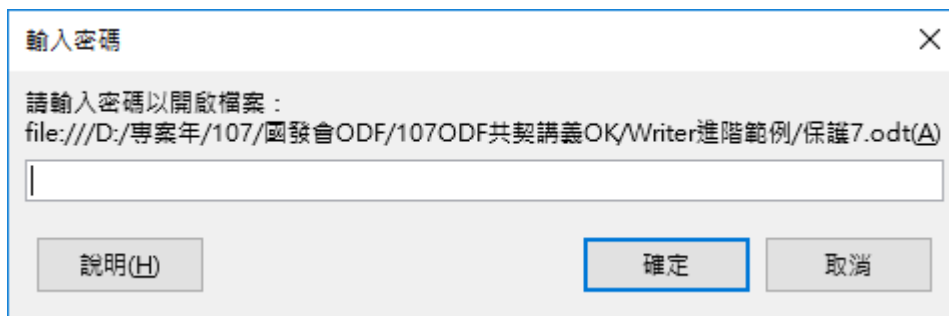 輸入密碼
請輸入密碼以開啟檔案：
file:///D:/專案年/107/國發會ODF/107ODF共契講義OK/Writer進階範例/保護7.odt(A)
說明(H)
確定
取消